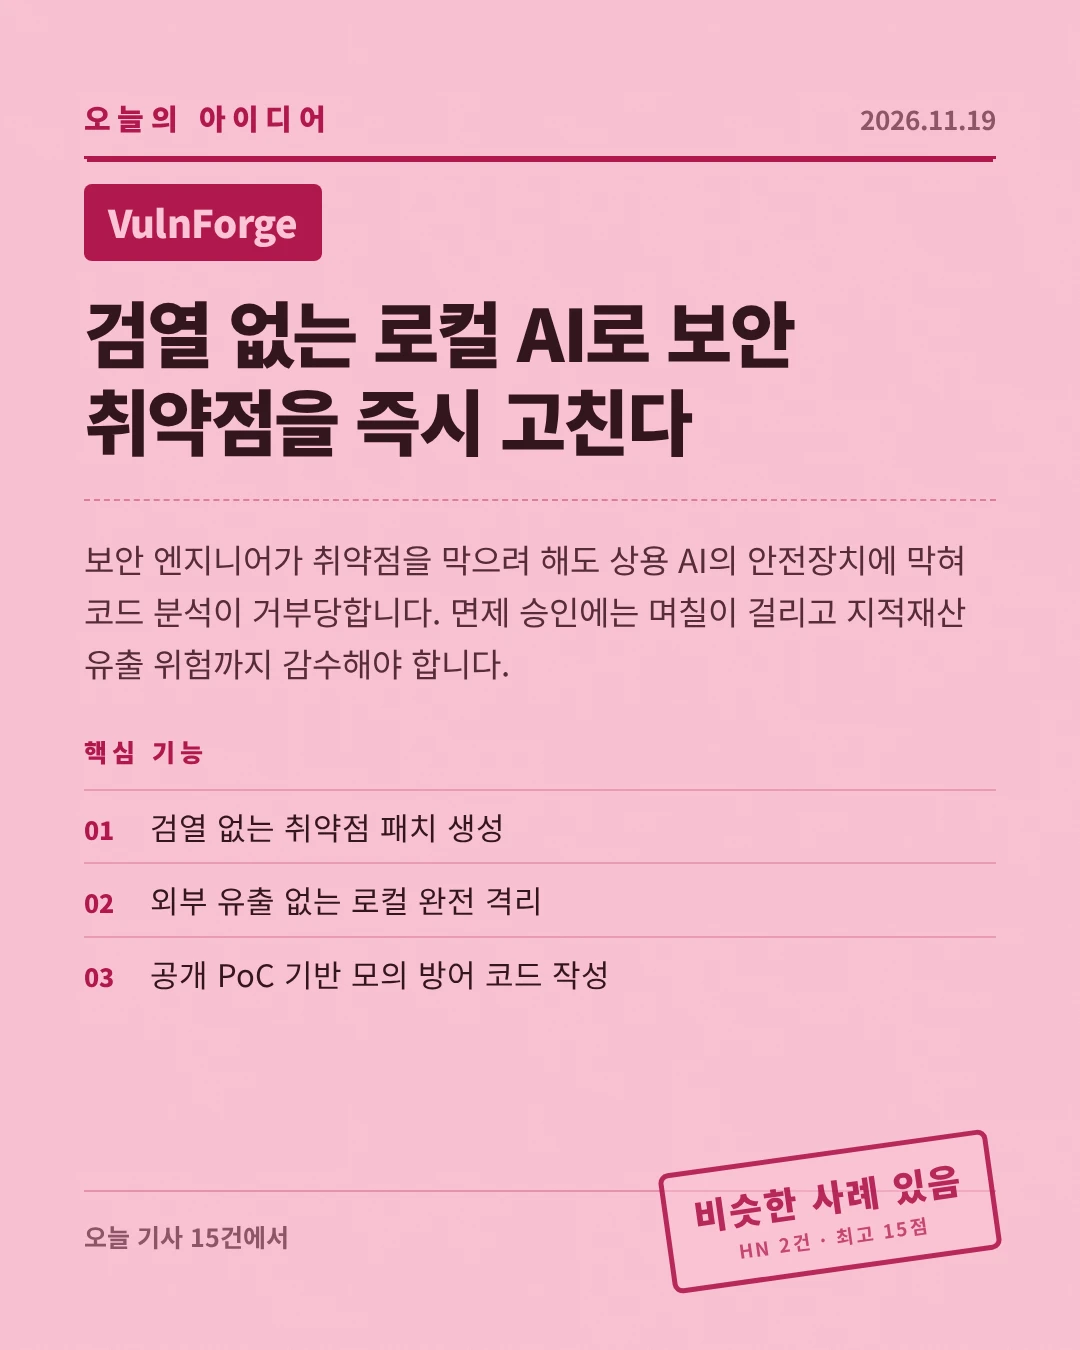 오늘의 아이디어
2026.11.19
VulnForge
검열 없는 로컬 AI로 보안
취약점을 즉시 고친다
보안 엔지니어가 취약점을 막으려 해도 상용 AI의 안전장치에 막혀
코드 분석이 거부당합니다. 면제 승인에는 며칠이 걸리고 지적재산
유출 위험까지 감수해야 합니다.
핵심 기능
01 검열 없는 취약점 패치 생성
02 외부 유출 없는 로컬 완전 격리
03 공개 PoC 기반 모의 방어 코드 작성
비슷한 사례 있음
HN 2건 · 최고 15점
오늘 기사 15건에서